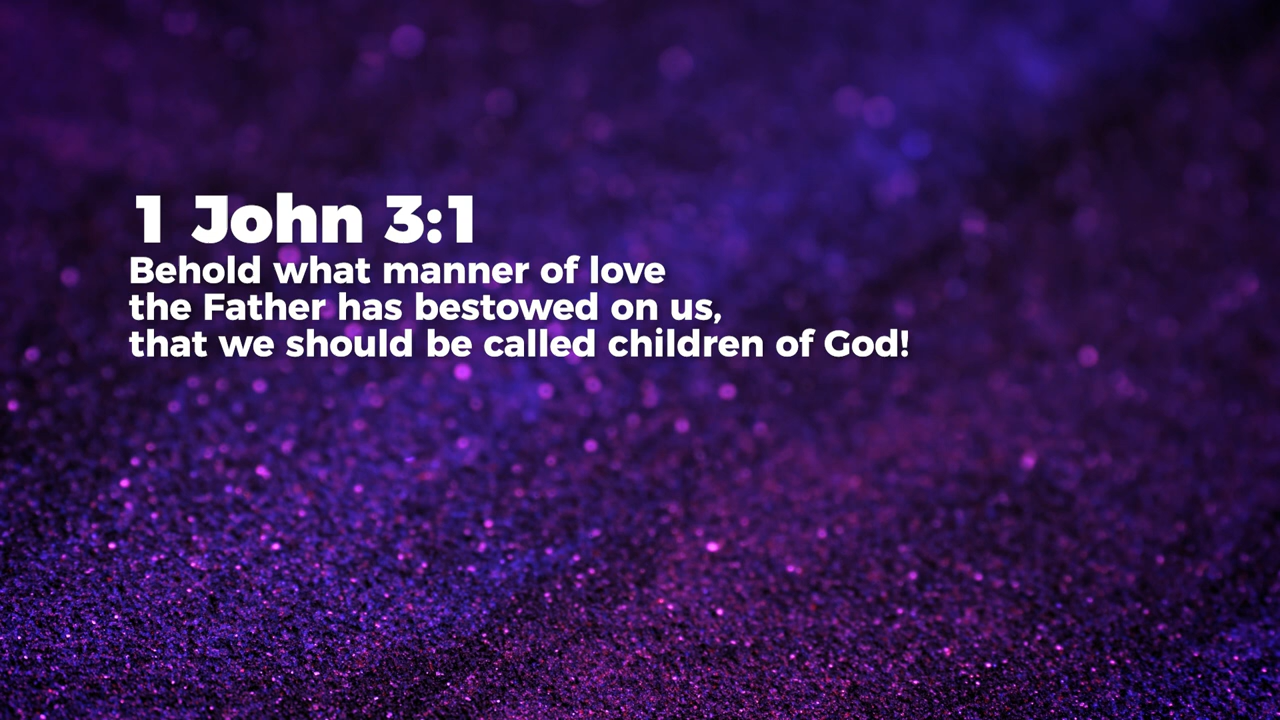 1 John 3:1
Behold what manner of love
the Father has bestowed on us,
that we should be called children of God!